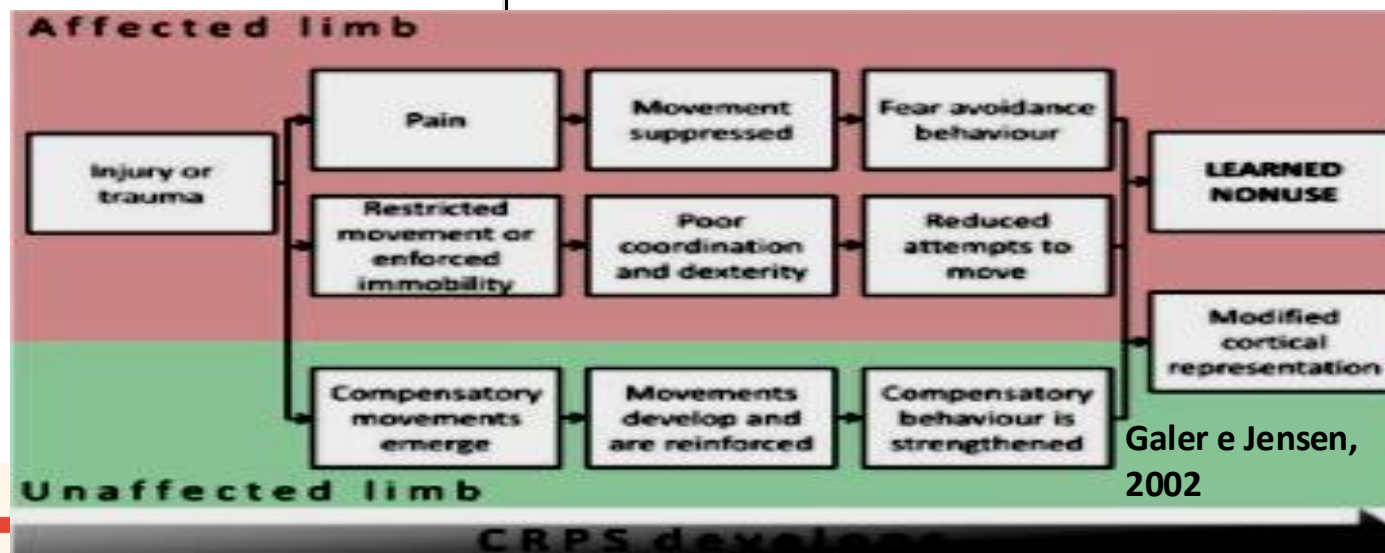 Affected limb
Injury or
trauma
Pain
Movement
suppressed
Fear avoidance
behaviour
Restricted
movement or
enforced
immobility
Poor
coordination
and dexterity
Reduced
attempts to
move
LEARNED
NONUSE
Modified
cortical
representation
Compensatory
movements
emerge
Movements
develop and
are reinforced
Compensatory
behaviour is
strengthened
Galer e Jensen,
2002
Unaffected limb
CRPS develops